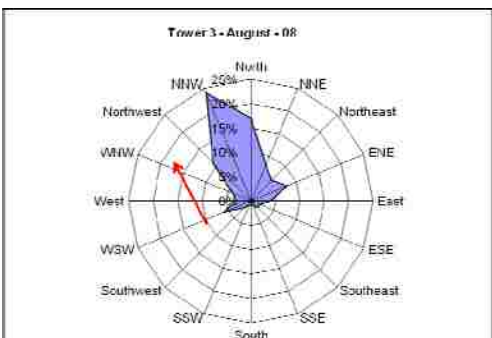 Tower 3 - August - 08
North
25%
NNW
NNE
20%
Northwest
Northeast
15%
WNW
10%
ENE
5%
West
0%
East
WSW
ESE
Southwest
Southeast
SSW
SSE
South